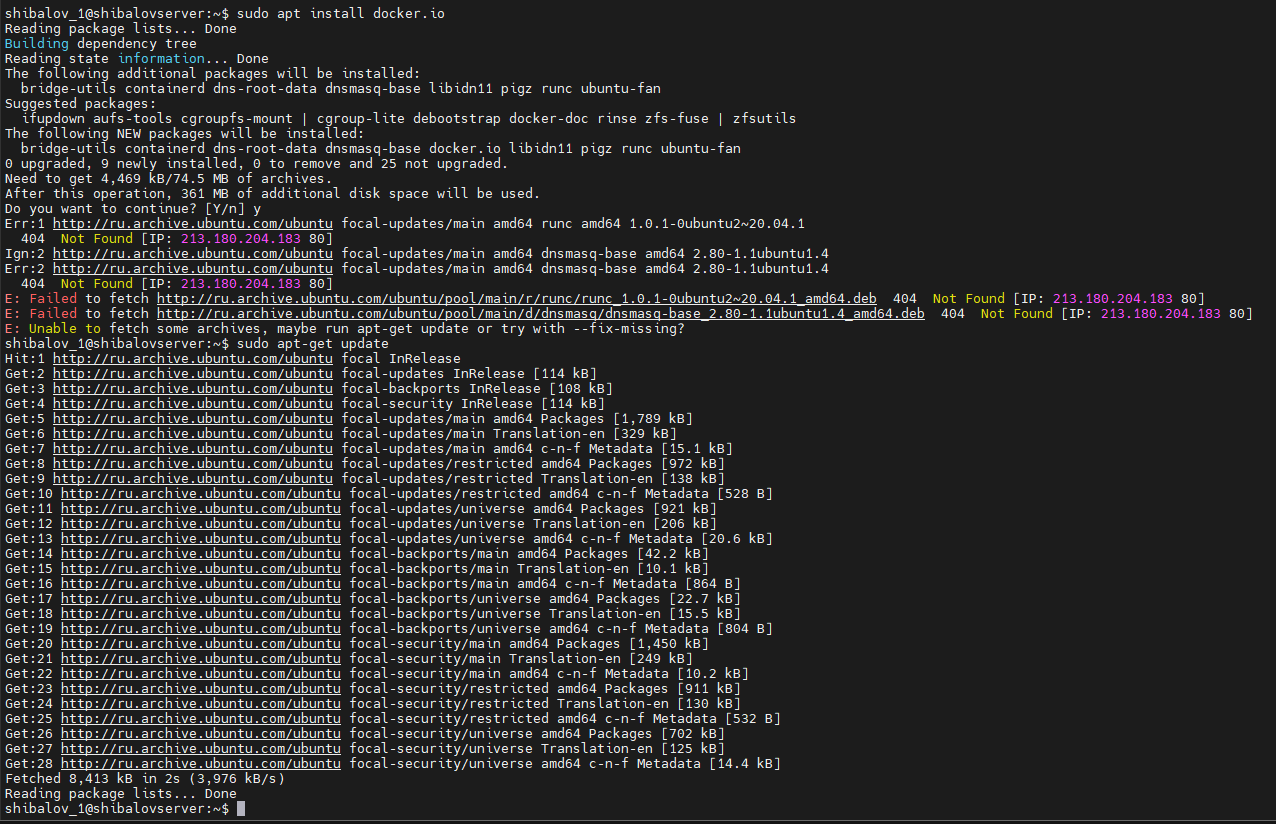 shibalov_1@shibalovserver:~$ sudo apt install docker.io
Reading package lists... Done
Building dependency tree
Reading state information... Done
The following additional packages will be installed:
  bridge-utils containerd dns-root-data dnsmasq-base libidn11 pigz runc ubuntu-fan
Suggested packages:
  ifupdown aufs-tools cgroupfs-mount | cgroup-lite debootstrap docker-doc rinse zfs-fuse | zfsutils
The following NEW packages will be installed:
  bridge-utils containerd dns-root-data dnsmasq-base docker.io libidn11 pigz runc ubuntu-fan
0 upgraded, 9 newly installed, 0 to remove and 25 not upgraded.
Need to get 4,469 kB/74.5 MB of archives.
After this operation, 361 MB of additional disk space will be used.
Do you want to continue? [Y/n] y
Err:1 http://ru.archive.ubuntu.com/ubuntu focal-updates/main amd64 runc amd64 1.0.1-0ubuntu2~20.04.1
  404  Not Found [IP: 213.180.204.183 80]
Ign:2 http://ru.archive.ubuntu.com/ubuntu focal-updates/main amd64 dnsmasq-base amd64 2.80-1.1ubuntu1.4
Err:2 http://ru.archive.ubuntu.com/ubuntu focal-updates/main amd64 dnsmasq-base amd64 2.80-1.1ubuntu1.4
  404  Not Found [IP: 213.180.204.183 80]
E: Failed to fetch http://ru.archive.ubuntu.com/ubuntu/pool/main/r/runc/runc_1.0.1-0ubuntu2~20.04.1_amd64.deb  404  Not Found [IP: 213.180.204.183 80]
E: Failed to fetch http://ru.archive.ubuntu.com/ubuntu/pool/main/d/dnsmasq/dnsmasq-base_2.80-1.1ubuntu1.4_amd64.deb  404  Not Found [IP: 213.180.204.183 80]
E: Unable to fetch some archives, maybe run apt-get update or try with --fix-missing?
shibalov_1@shibalovserver:~$ sudo apt-get update
Hit:1 http://ru.archive.ubuntu.com/ubuntu focal InRelease
Get:2 http://ru.archive.ubuntu.com/ubuntu focal-updates InRelease [114 kB]
Get:3 http://ru.archive.ubuntu.com/ubuntu focal-backports InRelease [108 kB]
Get:4 http://ru.archive.ubuntu.com/ubuntu focal-security InRelease [114 kB]
Get:5 http://ru.archive.ubuntu.com/ubuntu focal-updates/main amd64 Packages [1,789 kB]
Get:6 http://ru.archive.ubuntu.com/ubuntu focal-updates/main Translation-en [329 kB]
Get:7 http://ru.archive.ubuntu.com/ubuntu focal-updates/main amd64 c-n-f Metadata [15.1 kB]
Get:8 http://ru.archive.ubuntu.com/ubuntu focal-updates/restricted amd64 Packages [972 kB]
Get:9 http://ru.archive.ubuntu.com/ubuntu focal-updates/restricted Translation-en [138 kB]
Get:10 http://ru.archive.ubuntu.com/ubuntu focal-updates/restricted amd64 c-n-f Metadata [528 B]
Get:11 http://ru.archive.ubuntu.com/ubuntu focal-updates/universe amd64 Packages [921 kB]
Get:12 http://ru.archive.ubuntu.com/ubuntu focal-updates/universe Translation-en [206 kB]
Get:13 http://ru.archive.ubuntu.com/ubuntu focal-updates/universe amd64 c-n-f Metadata [20.6 kB]
Get:14 http://ru.archive.ubuntu.com/ubuntu focal-backports/main amd64 Packages [42.2 kB]
Get:15 http://ru.archive.ubuntu.com/ubuntu focal-backports/main Translation-en [10.1 kB]
Get:16 http://ru.archive.ubuntu.com/ubuntu focal-backports/main amd64 c-n-f Metadata [864 B]
Get:17 http://ru.archive.ubuntu.com/ubuntu focal-backports/universe amd64 Packages [22.7 kB]
Get:18 http://ru.archive.ubuntu.com/ubuntu focal-backports/universe Translation-en [15.5 kB]
Get:19 http://ru.archive.ubuntu.com/ubuntu focal-backports/universe amd64 c-n-f Metadata [804 B]
Get:20 http://ru.archive.ubuntu.com/ubuntu focal-security/main amd64 Packages [1,450 kB]
Get:21 http://ru.archive.ubuntu.com/ubuntu focal-security/main Translation-en [249 kB]
Get:22 http://ru.archive.ubuntu.com/ubuntu focal-security/main amd64 c-n-f Metadata [10.2 kB]
Get:23 http://ru.archive.ubuntu.com/ubuntu focal-security/restricted amd64 Packages [911 kB]
Get:24 http://ru.archive.ubuntu.com/ubuntu focal-security/restricted Translation-en [130 kB]
Get:25 http://ru.archive.ubuntu.com/ubuntu focal-security/restricted amd64 c-n-f Metadata [532 B]
Get:26 http://ru.archive.ubuntu.com/ubuntu focal-security/universe amd64 Packages [702 kB]
Get:27 http://ru.archive.ubuntu.com/ubuntu focal-security/universe Translation-en [125 kB]
Get:28 http://ru.archive.ubuntu.com/ubuntu focal-security/universe amd64 c-n-f Metadata [14.4 kB]
Fetched 8,413 kB in 2s (3,976 kB/s)
Reading package lists... Done
shibalov_1@shibalovserver:~$